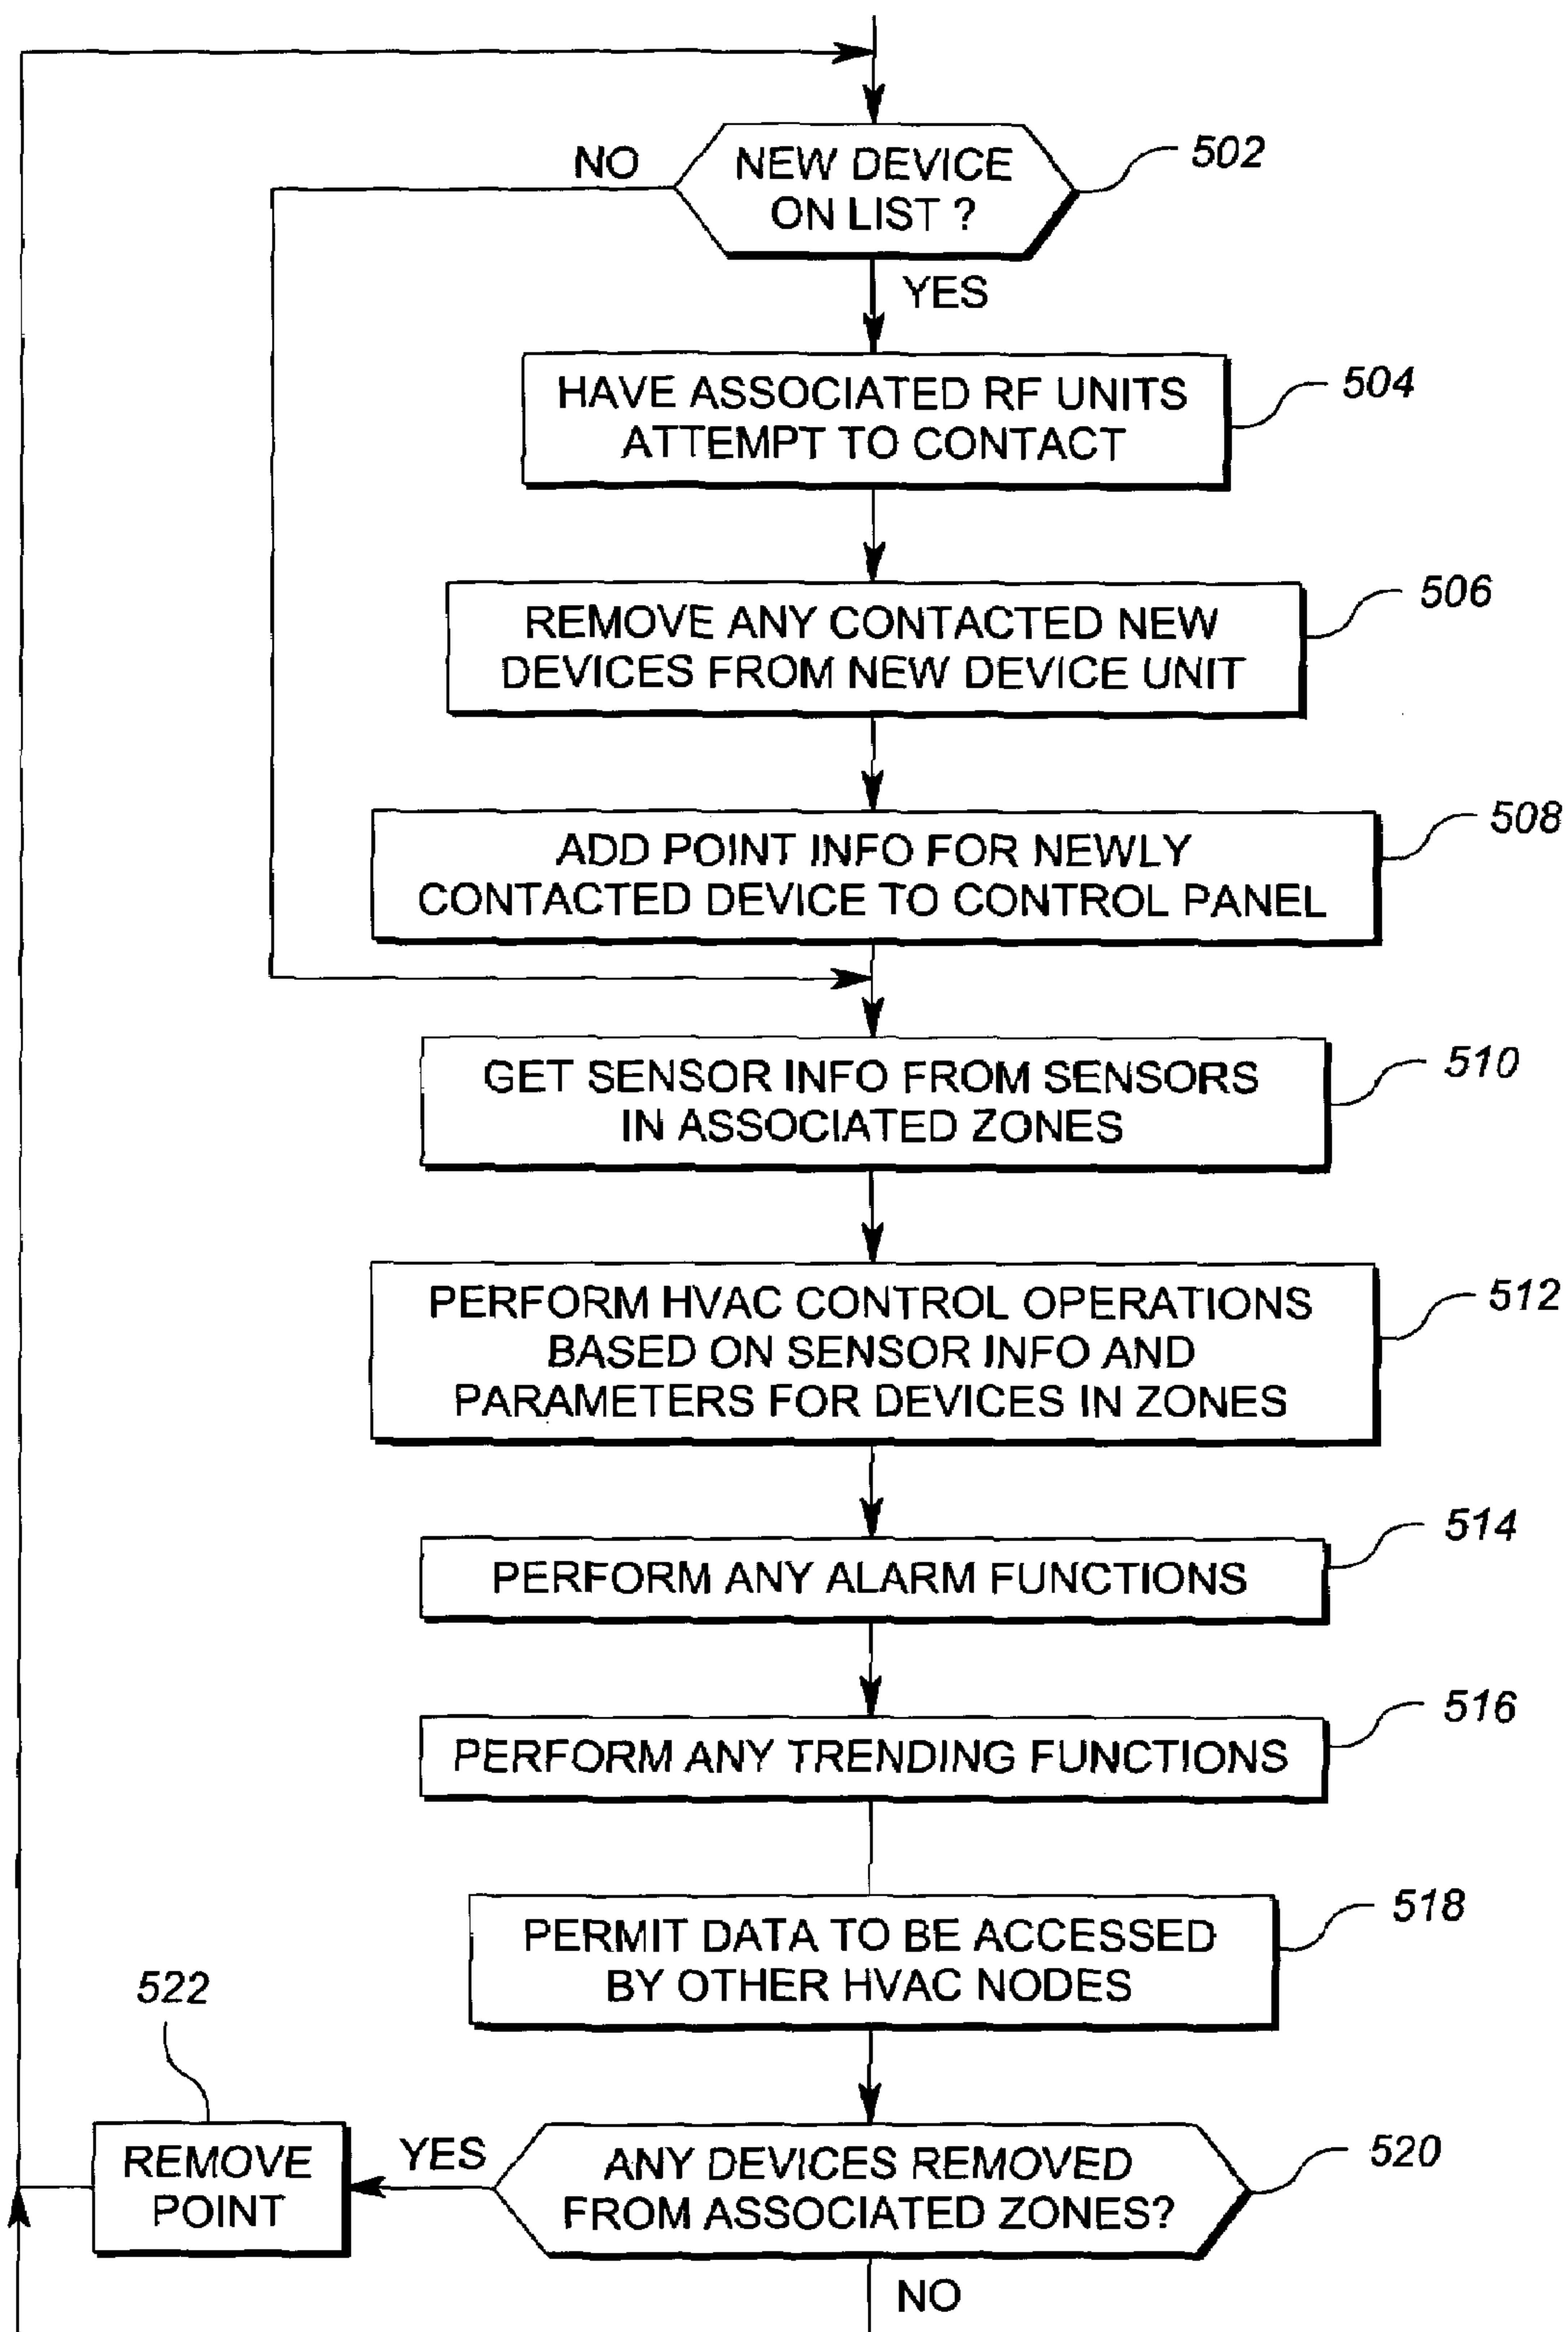 NO
NEW DEVICE
ON LIST ?
502
YES
HAVE ASSOCIATED RF UNITS
ATTEMPT TO CONTACT
504
REMOVE ANY CONTACTED NEW
DEVICES FROM NEW DEVICE UNIT
506
ADD POINT INFO FOR NEWLY
CONTACTED DEVICE TO CONTROL PANEL
508
GET SENSOR INFO FROM SENSORS
IN ASSOCIATED ZONES
510
PERFORM HVAC CONTROL OPERATIONS
BASED ON SENSOR INFO AND
PARAMETERS FOR DEVICES IN ZONES
512
PERFORM ANY ALARM FUNCTIONS
514
PERFORM ANY TRENDING FUNCTIONS
516
PERMIT DATA TO BE ACCESSED
BY OTHER HVAC NODES
518
522
REMOVE
POINT
YES
ANY DEVICES REMOVED
FROM ASSOCIATED ZONES?
520
NO